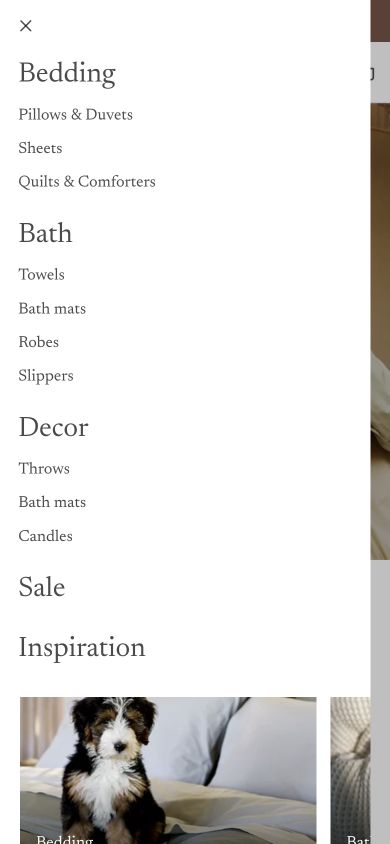 Bedding
Pillows & Duvets
Sheets
Quilts & Comforters
Bath
Towels
Bath mats
Robes
Slippers
Decor
Throws
Bath mats
Candles
Sale
Inspiration
Bedding